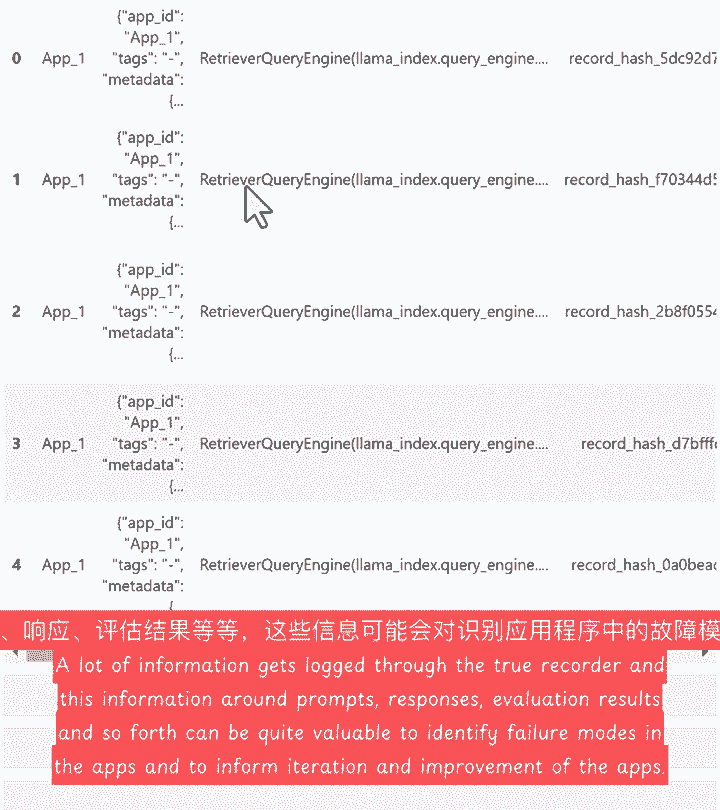 {"app_id":
"App_1",
0 App_1 "tags": "-", RetrieverQueryEngine(llama_index.query_engine.... record_hash_5dc92d7
"metadata":
{...
{"app_id":
"App_1",
1 App_1 "tags": "-", RetrieverQueryEngine(llama_index.query_engine.... record_hash_f70344d5
"metadata":
{...
{"app_id":
"App_1",
2 App_1 "tags": "-", RetrieverQueryEngine(llama_index.query_engine.... record_hash_2b8f0554
"metadata":
{...
{"app_id":
"App_1",
3 App_1 "tags": "-", RetrieverQueryEngine(llama_index.query_engine.... record_hash_d7bfff
"metadata":
{...
{"app_id":
"App_1",
4 App_1 "tags": "-", RetrieverQueryEngine(llama_index.query_engine.... record_hash_0a0bead
"metadata":
、响应、评估结果等等，这些信息可能会对识别应用程序中的故障模
A lot of information gets logged through the true recorder and
this information around prompts, responses, evaluation results
and so forth can be quite valuable to identify failure modes in
the apps and to inform iteration and improvement of the apps.